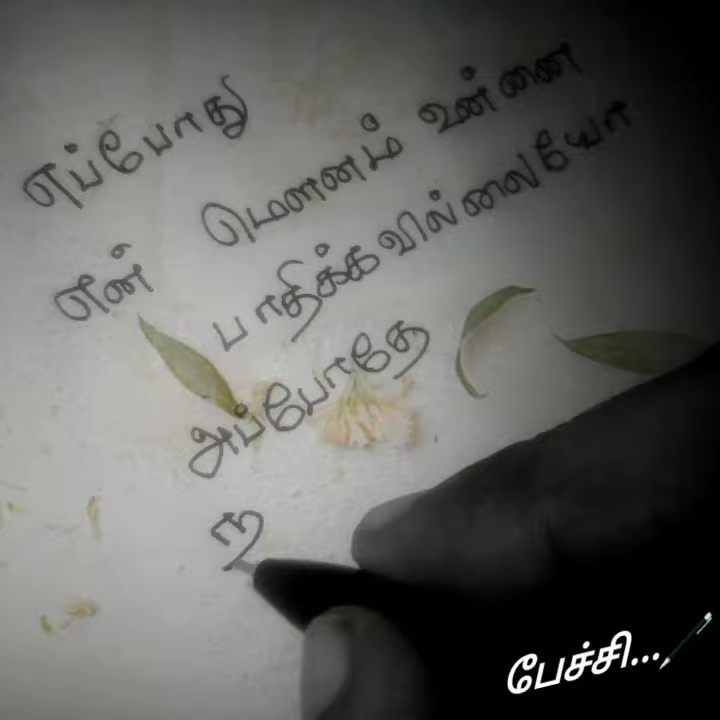 எப்போது
என் மௌனம் உன்னை
பாதிக்கவில்லையோ
அப்போதே
ந
பேச்சி...